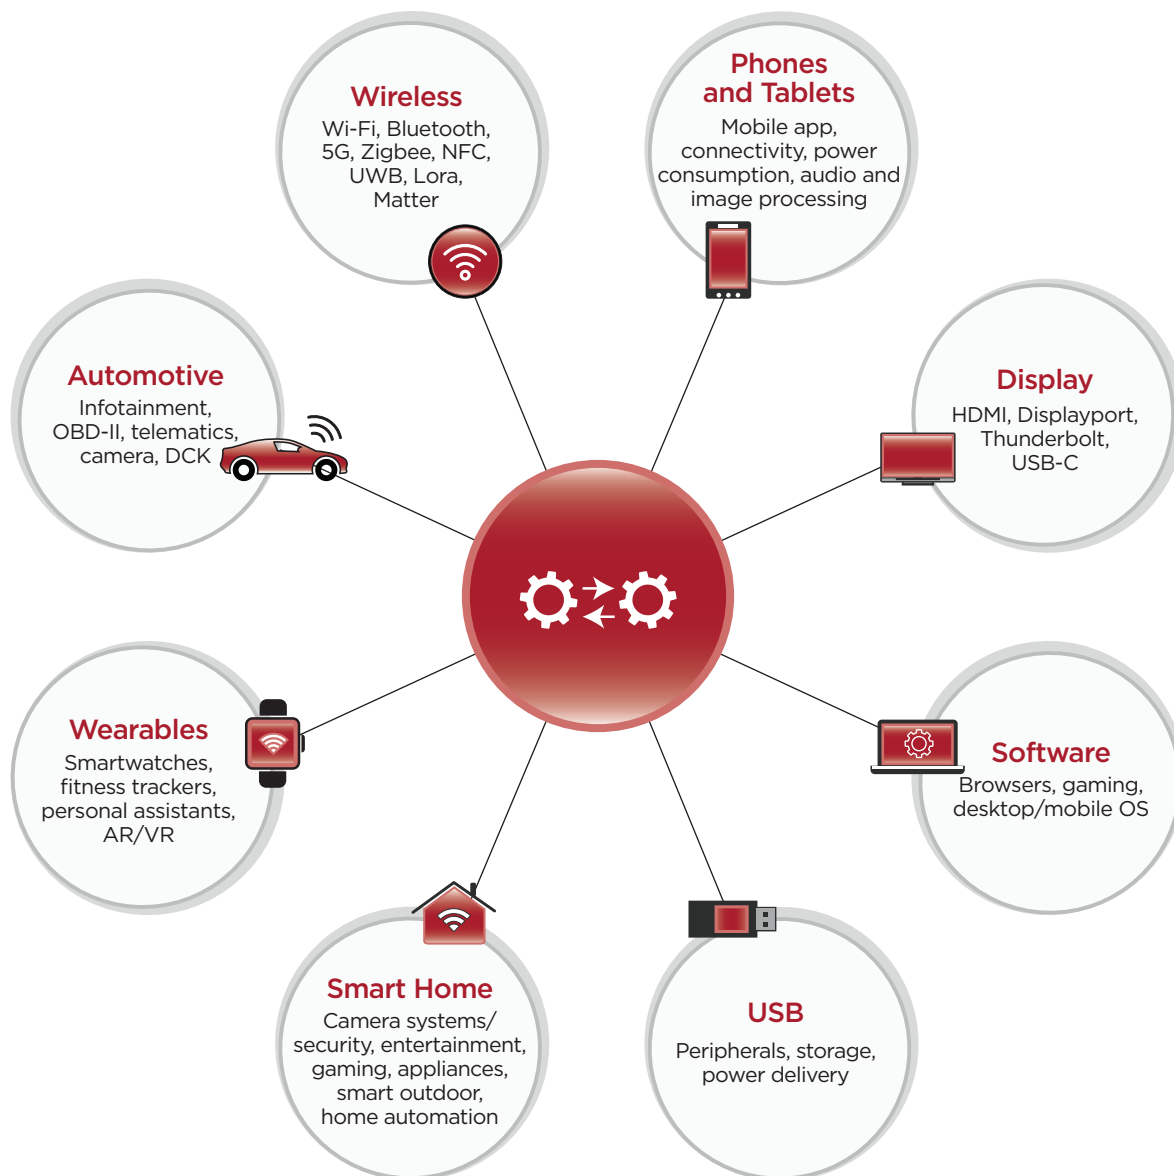 Wireless
Wi-Fi, Bluetooth,
5G, Zigbee, NFC,
UWB, Lora,
Matter
Phones
and Tablets
Mobile app,
connectivity, power
consumption, audio and
image processing
Automotive
Infotainment,
OBD-II, telematics,
camera, DCK
Display
HDMI, Displayport,
Thunderbolt,
USB-C
Wearables
Smartwatches,
fitness trackers,
personal assistants,
AR/VR
Software
Browsers, gaming,
desktop/mobile OS
Smart Home
Camera systems/
security, entertainment,
gaming, appliances,
smart outdoor,
home automation
USB
Peripherals, storage,
power delivery